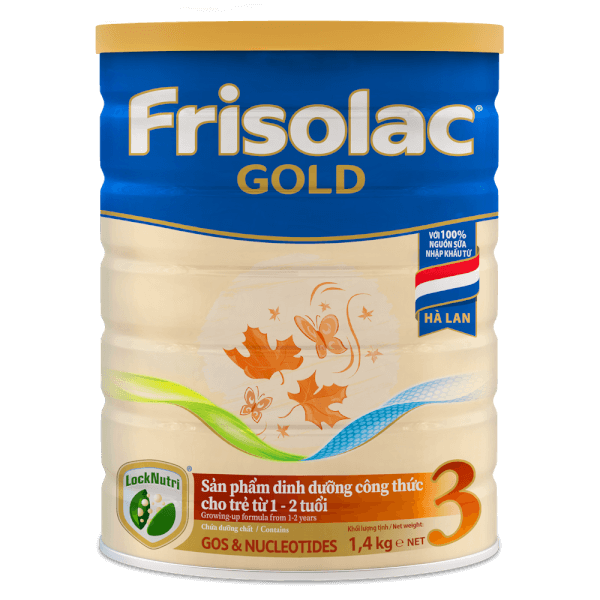 Frisolac®
GOLD
VỚI 100%
NGUỒN SỮA
NHẬP KHẨU TỪ
HÀ LAN
LockNutri
Sản phẩm dinh dưỡng công thức
cho trẻ từ 1 - 2 tuổi
Growing-up formula from 1-2 years
Chứa dưỡng chất / Contains
GOS & NUCLEOTIDES
Khối lượng tịnh/ Net weight:
1,4 kg e NET
3